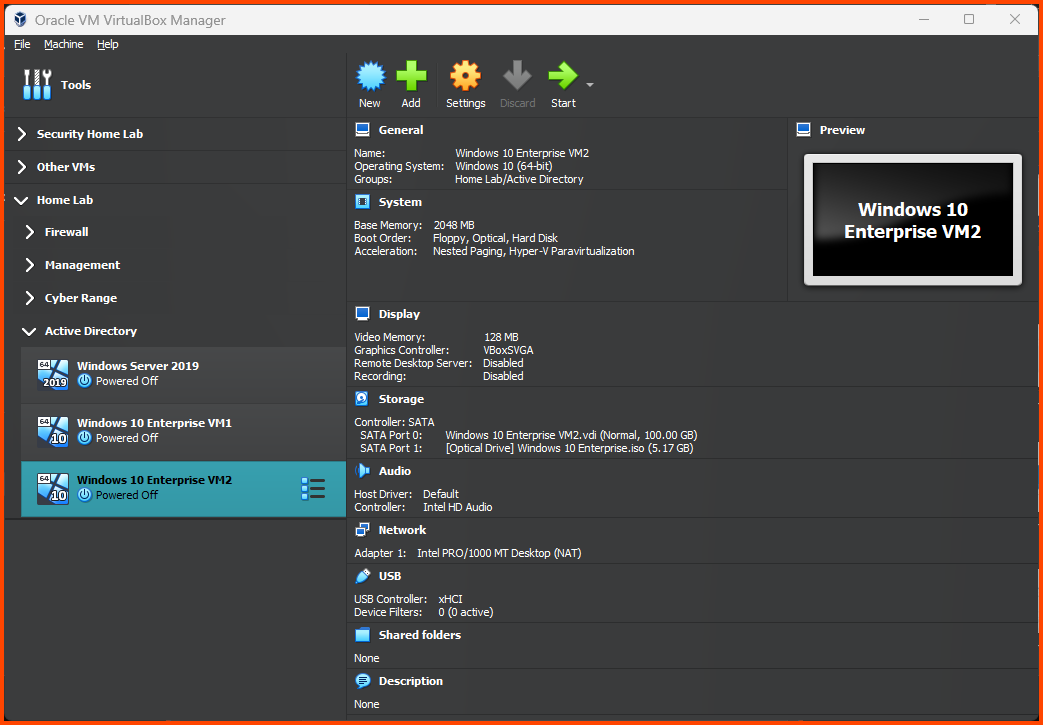 Oracle VM VirtualBox Manager
File Machine Help
Tools
New Add Settings Discard Start
Security Home Lab
Other VMs
Home Lab
Firewall
Management
Cyber Range
Active Directory
64 2019 Windows Server 2019
Powered Off
64 10 Windows 10 Enterprise VM1
Powered Off
64 10 Windows 10 Enterprise VM2
Powered Off
General
Name: Windows 10 Enterprise VM2
Operating System: Windows 10 (64-bit)
Groups: Home Lab/Active Directory
System
Base Memory: 2048 MB
Boot Order: Floppy, Optical, Hard Disk
Acceleration: Nested Paging, Hyper-V Paravirtualization
Preview
Windows 10
Enterprise VM2
Display
Video Memory: 128 MB
Graphics Controller: VBoxSVGA
Remote Desktop Server: Disabled
Recording: Disabled
Storage
Controller: SATA
SATA Port 0: Windows 10 Enterprise VM2.vdi (Normal, 100.00 GB)
SATA Port 1: [Optical Drive] Windows 10 Enterprise.iso (5.17 GB)
Audio
Host Driver: Default
Controller: Intel HD Audio
Network
Adapter 1: Intel PRO/1000 MT Desktop (NAT)
USB
USB Controller: xHCI
Device Filters: 0 (0 active)
Shared folders
None
Description
None